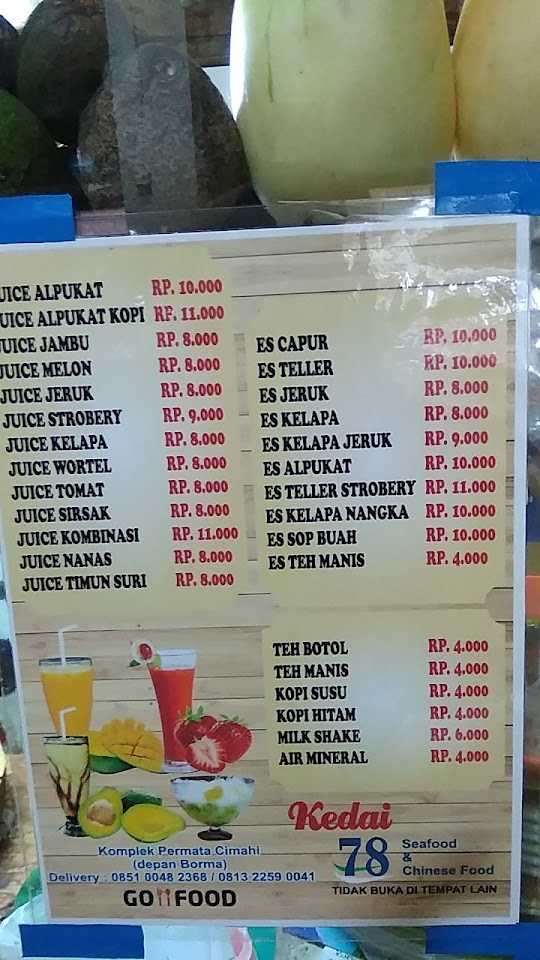 JUICE ALPUKAT RP. 10.000
JUICE ALPUKAT KOPI RP. 11.000
JUICE JAMBU RP. 8.000
JUICE MELON RP. 8.000
JUICE JERUK RP. 8.000
JUICE STROBERY RP. 9.000
JUICE KELAPA RP. 8.000
JUICE WORTEL RP. 8.000
JUICE TOMAT RP. 8.000
JUICE SIRSAK RP. 8.000
JUICE KOMBINASI RP. 11.000
JUICE NANAS RP. 8.000
JUICE TIMUN SURI RP. 8.000
ES CAPUR RP. 10.000
ES TELLER RP. 10.000
ES JERUK RP. 8.000
ES KELAPA RP. 8.000
ES KELAPA JERUK RP. 9.000
ES ALPUKAT RP. 10.000
ES TELLER STROBERY RP. 11.000
ES KELAPA NANGKA RP. 10.000
ES SOP BUAH RP. 10.000
ES TEH MANIS RP. 4.000
TEH BOTOL RP. 4.000
TEH MANIS RP. 4.000
KOPI SUSU RP. 4.000
KOPI HITAM RP. 4.000
MILK SHAKE RP. 6.000
AIR MINERAL RP. 4.000
Komplek Permata Cimahi
(depan Borma)
Delivery : 0851 0048 2368 / 0813 2259 0041
GO FOOD
Kedai
78 Seafood
&
Chinese Food
TIDAK BUKA DI TEMPAT LAIN